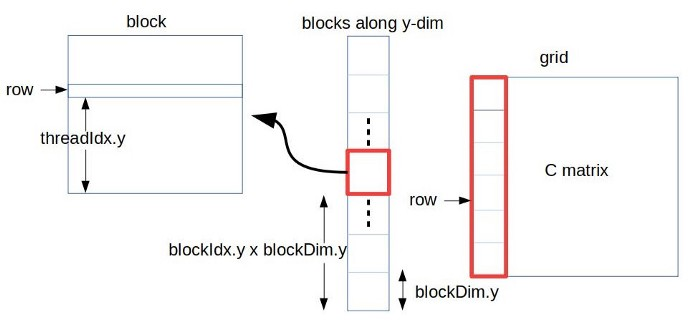 block
row
threadIdx.y
blocks along y-dim
blockIdx.y x blockDim.y
blockDim.y
grid
C matrix
row